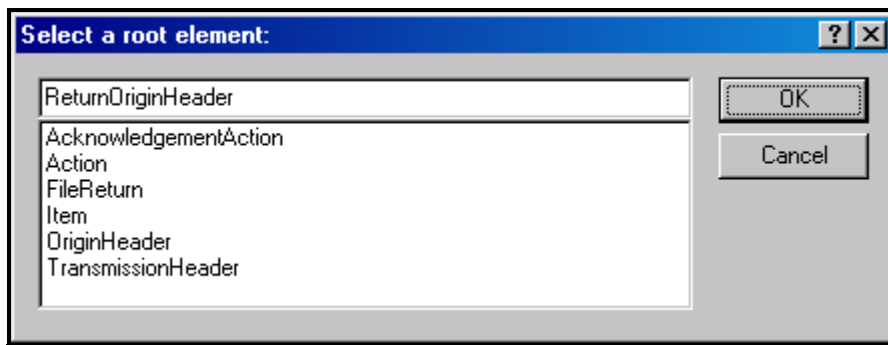 Select a root element:
?
ReturnOriginHeader
OK
AcknowledgementAction
Cancel
Action
FileReturn
Item
OriginHeader
TransmissionHeader